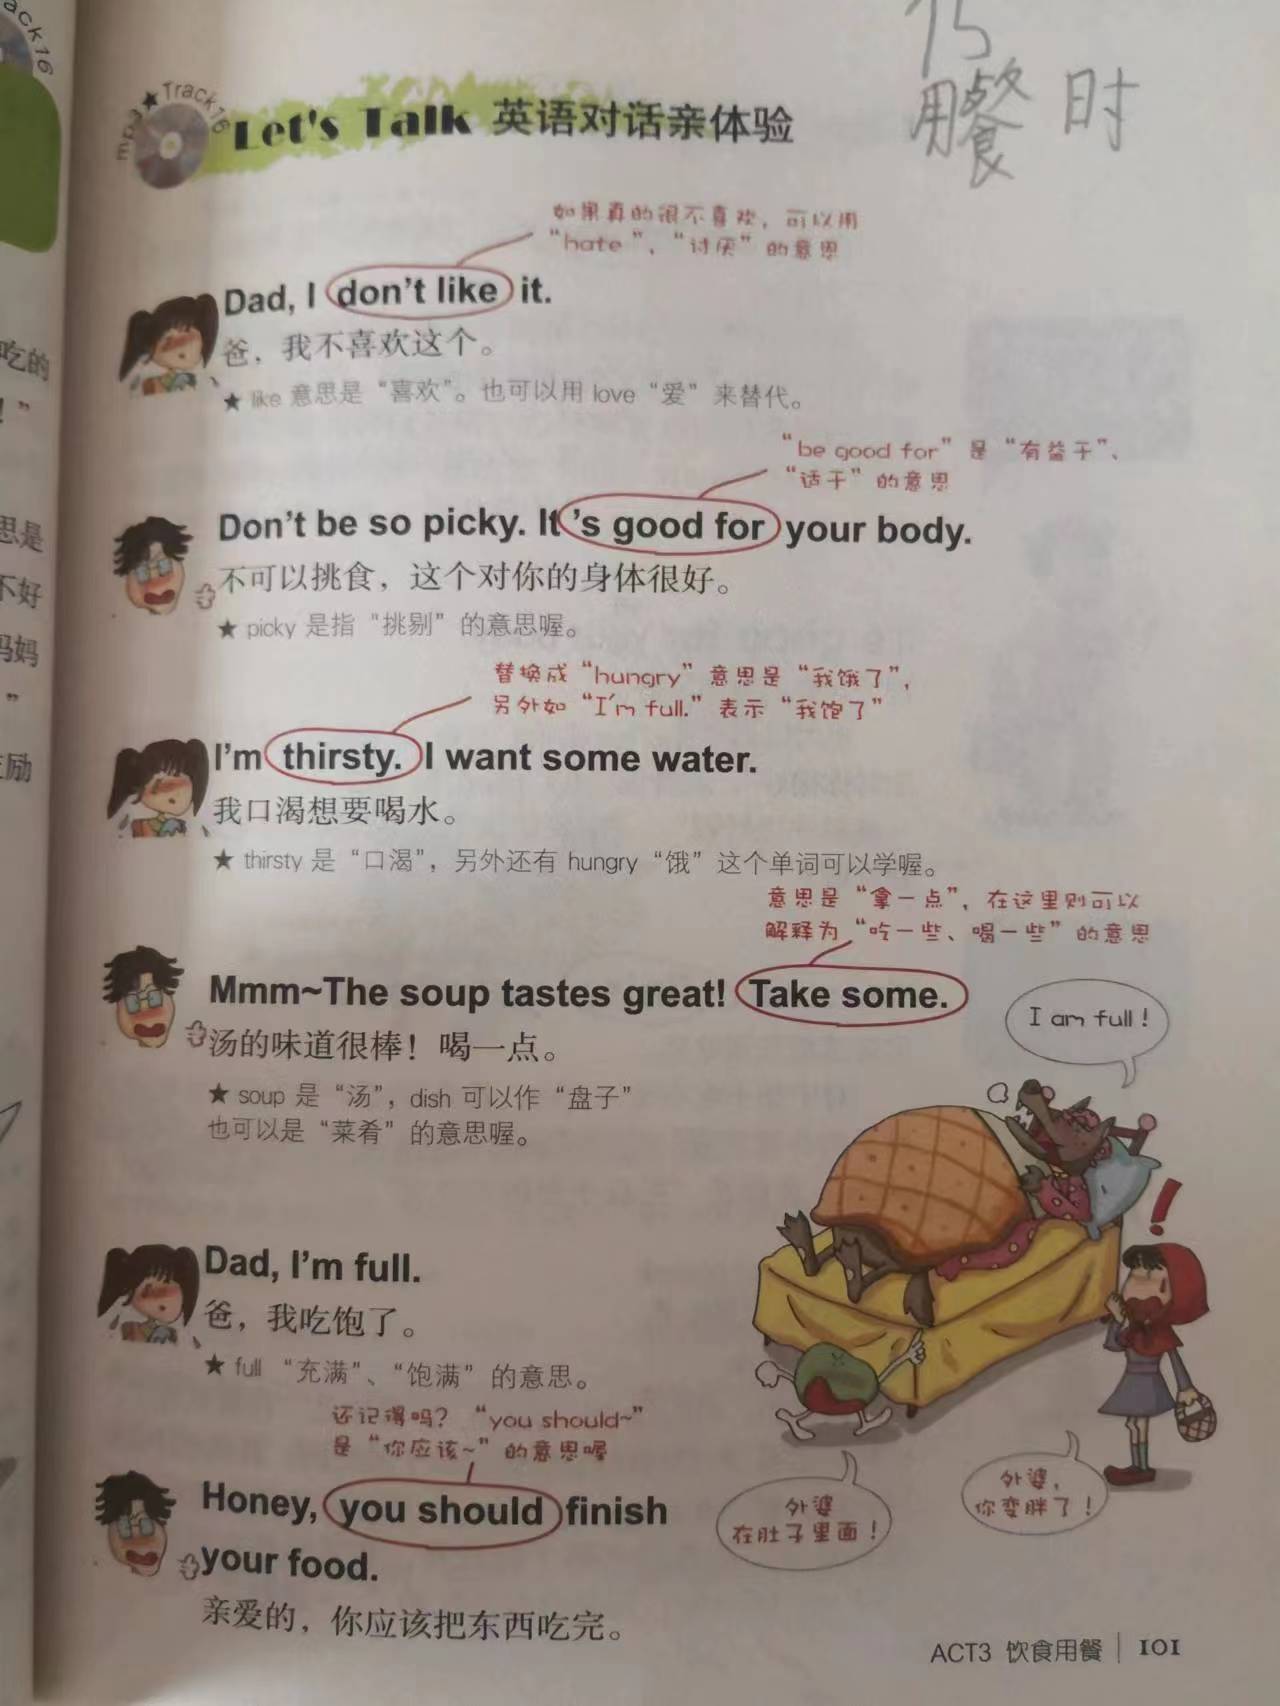 15
用餐时
mp3★Track16
Let's Talk 英语对话亲体验
如果真的很不喜欢，可以用
“hate”、“讨厌”的意思
Dad, I don't like it.
爸，我不喜欢这个。
★ like 意思是“喜欢”。也可以用 love“爱”来替代。
“be good for”是“有益于”、
“适于”的意思
Don't be so picky. It's good for your body.
不可以挑食，这个对你的身体很好。
★ picky 是指“挑剔”的意思喔。
替换成“hungry”意思是“我饿了”，
另外如“I'm full.”表示“我饱了”
I'm thirsty. I want some water.
我口渴想要喝水。
★ thirsty 是“口渴”，另外还有 hungry“饿”这个单词可以学喔。
意思是“拿一点”，在这里则可以
解释为“吃一些、喝一些”的意思
Mmm~The soup tastes great! Take some.
汤的味道很棒！喝一点。
★ soup 是“汤”，dish 可以作“盘子”
也可以是“菜肴”的意思喔。
I am full!
Dad, I'm full.
爸，我吃饱了。
★ full “充满”、“饱满”的意思。
还记得吗？“you should~”
是“你应该~”的意思喔
Honey, you should finish
your food.
亲爱的，你应该把东西吃完。
外婆
在肚子里面！
外婆，
你变胖了！
ACT3 饮食用餐 | 101
ack16
吃的
！”
思是
不好
妈妈
”
励